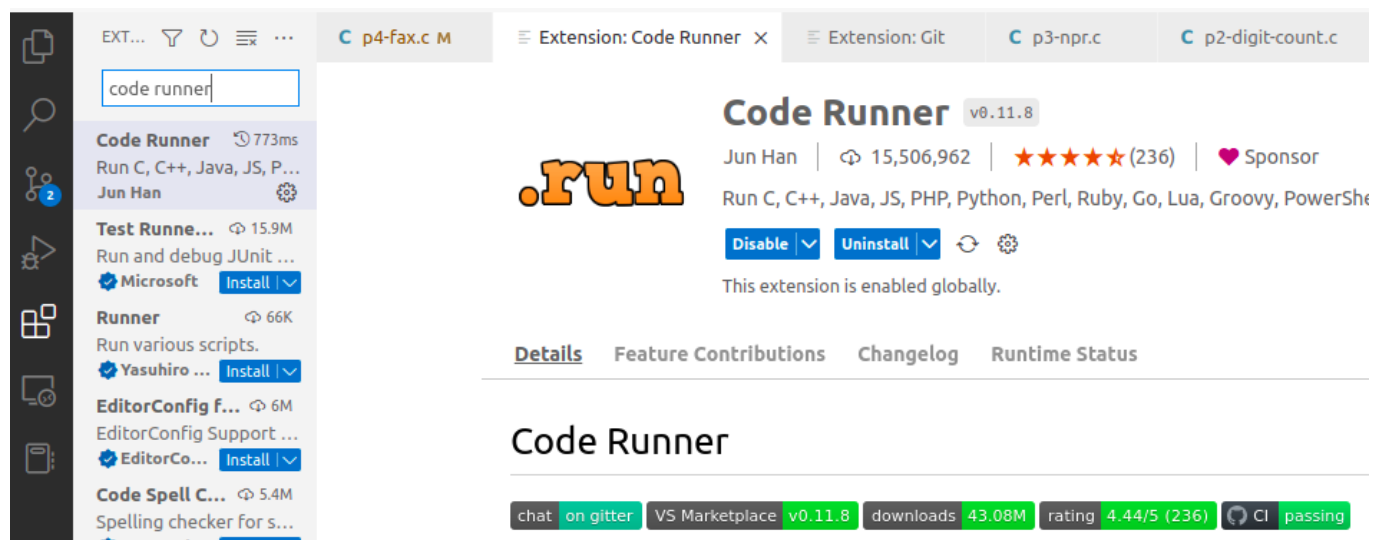 EXT...
code runner
Code Runner 773ms
Run C, C++, Java, JS, P...
Jun Han
Test Runne... 15.9M
Run and debug JUnit ...
Microsoft Install
Runner 66K
Run various scripts.
Yasuhiro ... Install
EditorConfig f... 6M
EditorConfig Support ...
EditorCo... Install
Code Spell C... 5.4M
Spelling checker for s...
2
C p4-fax.c M
Extension: Code Runner
Extension: Git
C p3-npr.c
C p2-digit-count.c
.run
Code Runner v0.11.8
Jun Han 15,506,962 (236) Sponsor
Run C, C++, Java, JS, PHP, Python, Perl, Ruby, Go, Lua, Groovy, PowerShe
Disable Uninstall
This extension is enabled globally.
Details Feature Contributions Changelog Runtime Status
Code Runner
chat on gitter VS Marketplace v0.11.8 downloads 43.08M rating 4.44/5 (236) CI passing